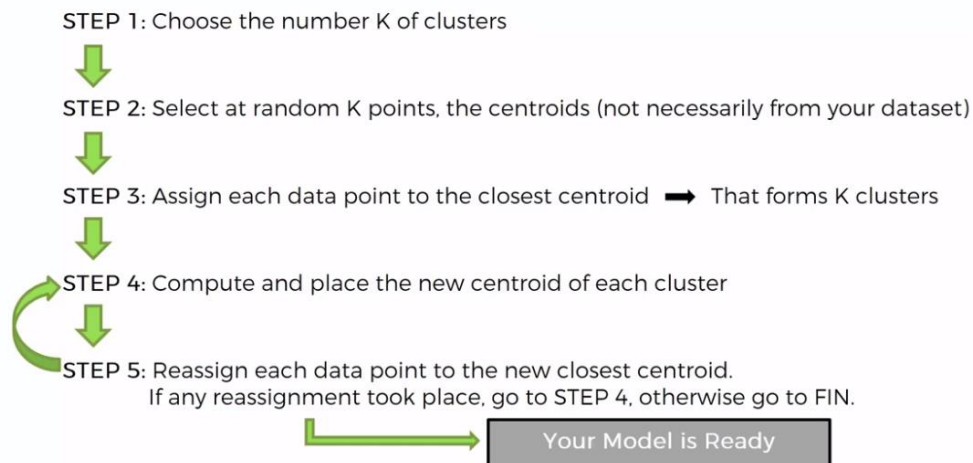 STEP 1: Choose the number K of clusters
STEP 2: Select at random K points, the centroids (not necessarily from your dataset)
STEP 3: Assign each data point to the closest centroid ➡ That forms K clusters
STEP 4: Compute and place the new centroid of each cluster
STEP 5: Reassign each data point to the new closest centroid.
If any reassignment took place, go to STEP 4, otherwise go to FIN.
Your Model is Ready